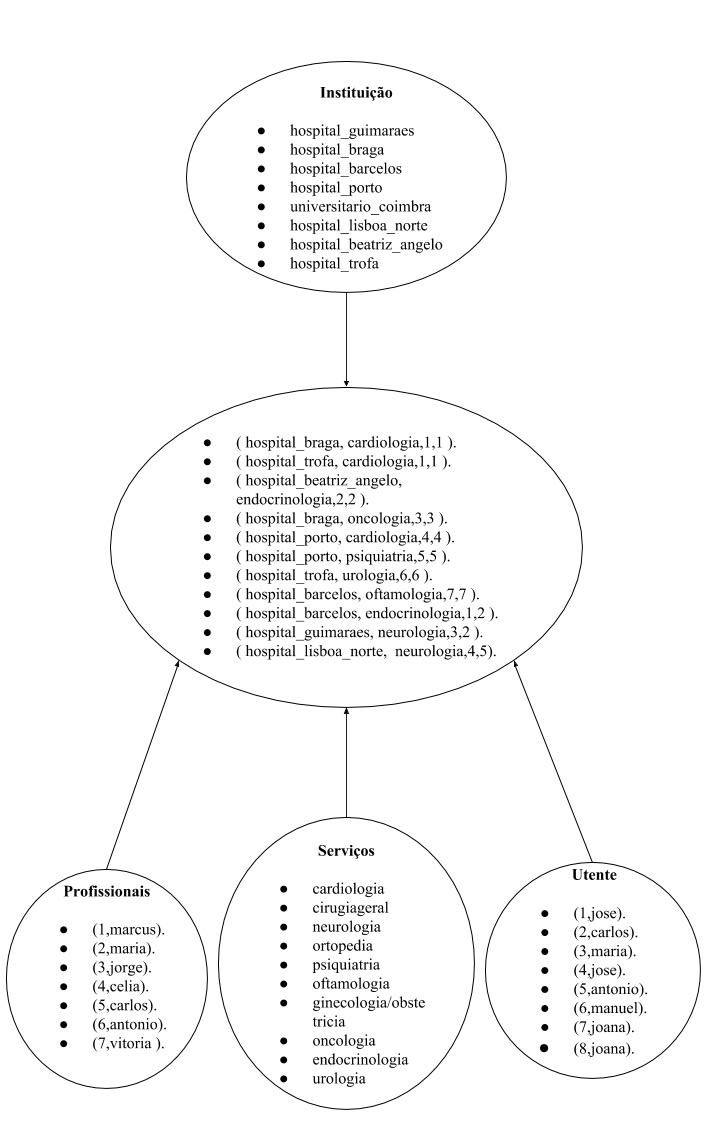 Instituição
● hospital_guimaraes
● hospital_braga
● hospital_barcelos
● hospital_porto
● universitario_coimbra
● hospital_lisboa_norte
● hospital_beatriz_angelo
● hospital_trofa
● ( hospital_braga, cardiologia,1,1 ).
● ( hospital_trofa, cardiologia,1,1 ).
● ( hospital_beatriz_angelo,
endocrinologia,2,2 ).
● ( hospital_braga, oncologia,3,3 ).
● ( hospital_porto, cardiologia,4,4 ).
● ( hospital_porto, psiquiatria,5,5 ).
● ( hospital_trofa, urologia,6,6 ).
● ( hospital_barcelos, oftamologia,7,7 ).
● ( hospital_barcelos, endocrinologia,1,2 ).
● ( hospital_guimaraes, neurologia,3,2 ).
● ( hospital_lisboa_norte, neurologia,4,5).
Profissionais
● (1,marcus).
● (2,maria).
● (3,jorge).
● (4,celia).
● (5,carlos).
● (6,antonio).
● (7,vitoria ).
Serviços
● cardiologia
● cirugiageral
● neurologia
● ortopedia
● psiquiatria
● oftamologia
● ginecologia/obste
tricia
● oncologia
● endocrinologia
● urologia
Utente
● (1,jose).
● (2,carlos).
● (3,maria).
● (4,jose).
● (5,antonio).
● (6,manuel).
● (7,joana).
● (8,joana).